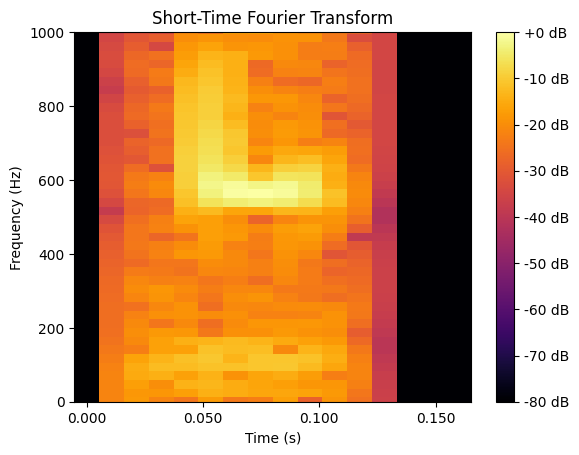 Short-Time Fourier Transform
1000
800
600
400
200
0
Frequency (Hz)
0.000
0.050
0.100
0.150
Time (s)
+0 dB
-10 dB
-20 dB
-30 dB
-40 dB
-50 dB
-60 dB
-70 dB
-80 dB